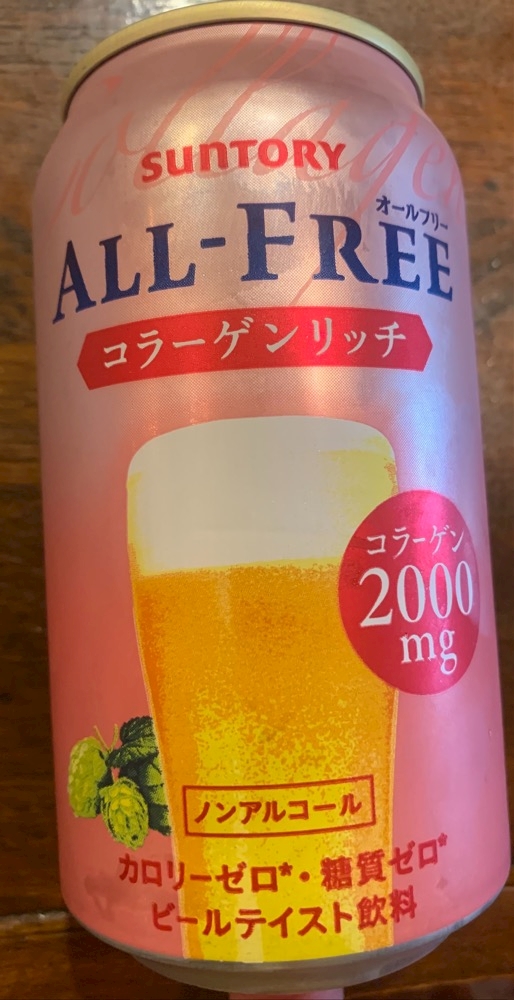 Collagen
SUNTORY
オールフリー
ALL-FREE
コラーゲンリッチ
コラーゲン
2000
mg
ノンアルコール
カロリーゼロ*・糖質ゼロ*
ビールテイスト飲料